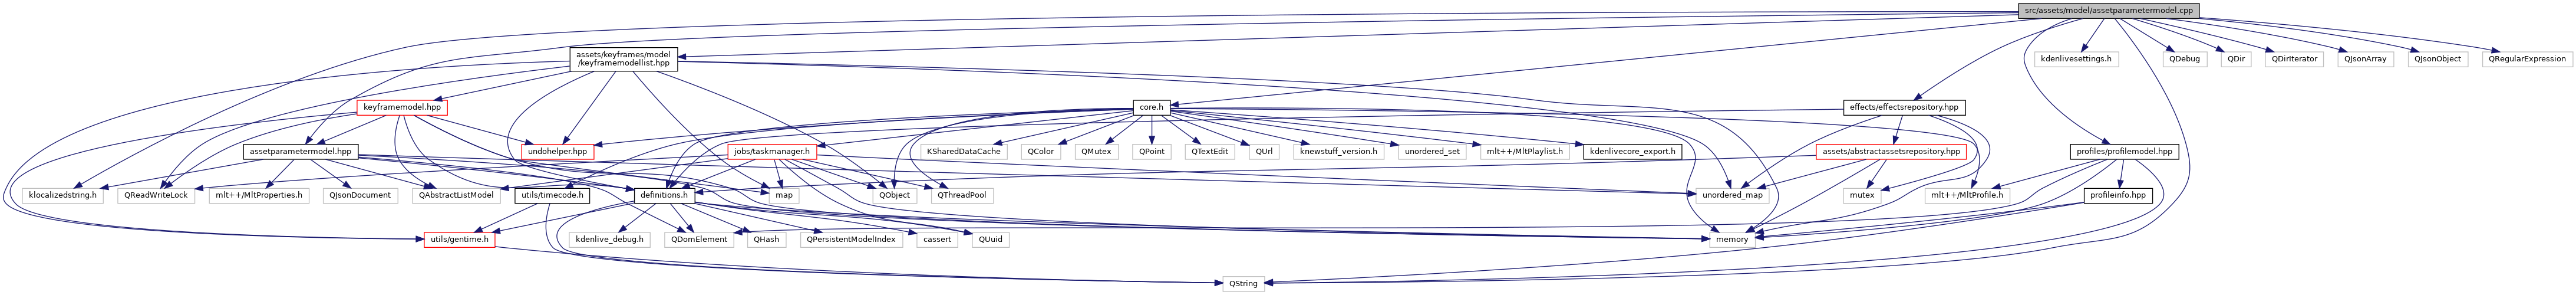 src/assets/model/assetparametermodel.cpp
assets/keyframes/model
/keyframemodellist.hpp
kdenlivesettings.h
QDebug
QDir
QDirIterator
QJsonArray
QJsonObject
QRegularExpression
keyframemodel.hpp
core.h
effects/effectsrepository.hpp
assetparametermodel.hpp
undohelper.hpp
jobs/taskmanager.h
KSharedDataCache
QColor
QMutex
QPoint
QTextEdit
QUrl
knewstuff_version.h
unordered_set
mlt++/MltPlaylist.h
kdenlivecore_export.h
assets/abstractassetsrepository.hpp
profiles/profilemodel.hpp
klocalizedstring.h
QReadWriteLock
mlt++/MltProperties.h
QJsonDocument
QAbstractListModel
utils/timecode.h
definitions.h
map
QObject
QThreadPool
unordered_map
mutex
mlt++/MltProfile.h
profileinfo.hpp
utils/gentime.h
kdenlive_debug.h
QDomElement
QHash
QPersistentModelIndex
cassert
QUuid
memory
QString